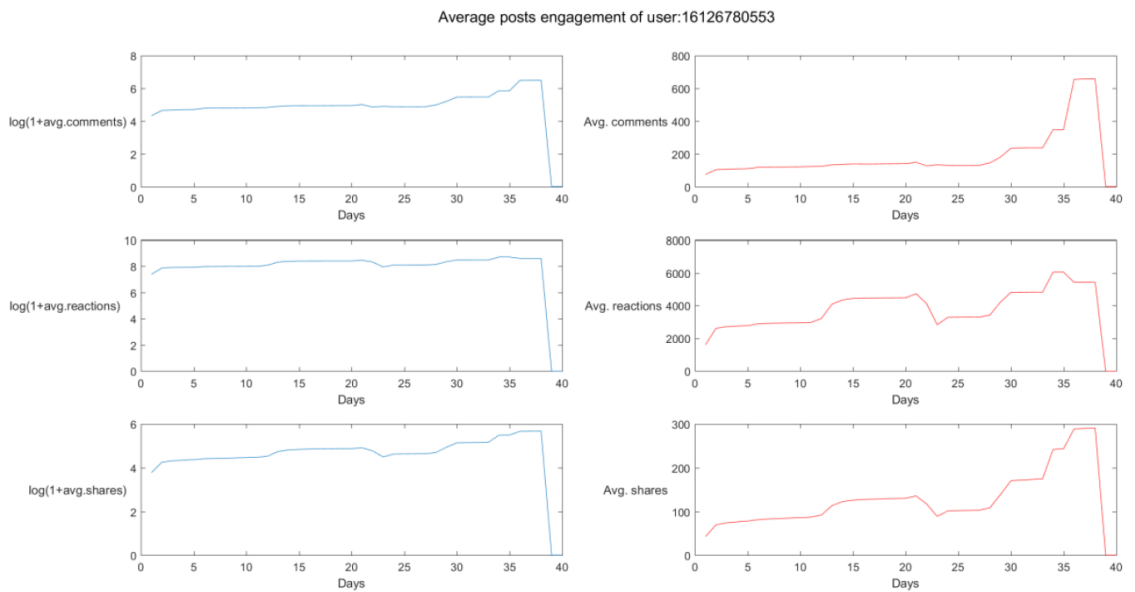 Average posts engagement of user:16126780553
8
6
4
2
0
log(1+avg.comments)
0 5 10 15 20 25 30 35 40
Days
800
600
400
200
0
Avg. comments
0 5 10 15 20 25 30 35 40
Days
10
8
6
4
2
0
log(1+avg.reactions)
0 5 10 15 20 25 30 35 40
Days
8000
6000
4000
2000
0
Avg. reactions
0 5 10 15 20 25 30 35 40
Days
6
4
2
0
log(1+avg.shares)
0 5 10 15 20 25 30 35 40
Days
300
200
100
0
Avg. shares
0 5 10 15 20 25 30 35 40
Days